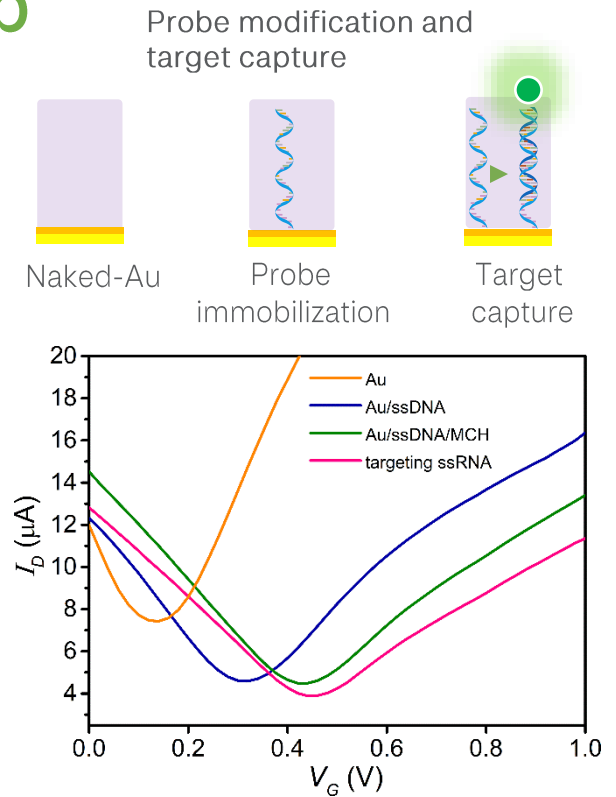 Probe modification and
target capture
Naked-Au
Probe
immobilization
Target
capture
20
18
16
14
12
10
8
6
4
I_D (μA)
Au
Au/ssDNA
Au/ssDNA/MCH
targeting ssRNA
0.0 0.2 0.4 0.6 0.8 1.0
V_G (V)